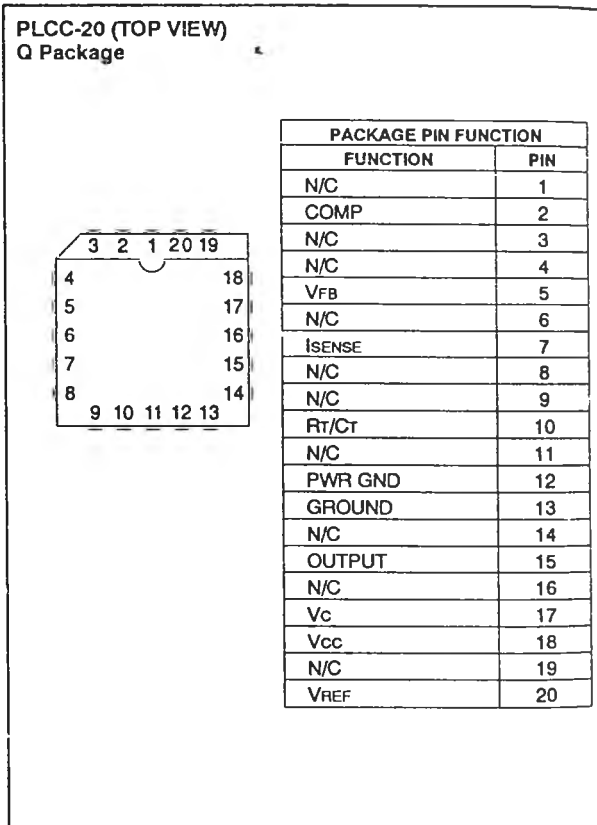 PLCC-20 (TOP VIEW)
Q Package
3 2 1 20 19
4 18
5 17
6 16
7 15
8 14
9 10 11 12 13
PACKAGE PIN FUNCTION
FUNCTION PIN
N/C 1
COMP 2
N/C 3
N/C 4
VFB 5
N/C 6
ISENSE 7
N/C 8
N/C 9
RT/CT 10
N/C 11
PWR GND 12
GROUND 13
N/C 14
OUTPUT 15
N/C 16
VC 17
VCC 18
N/C 19
VREF 20